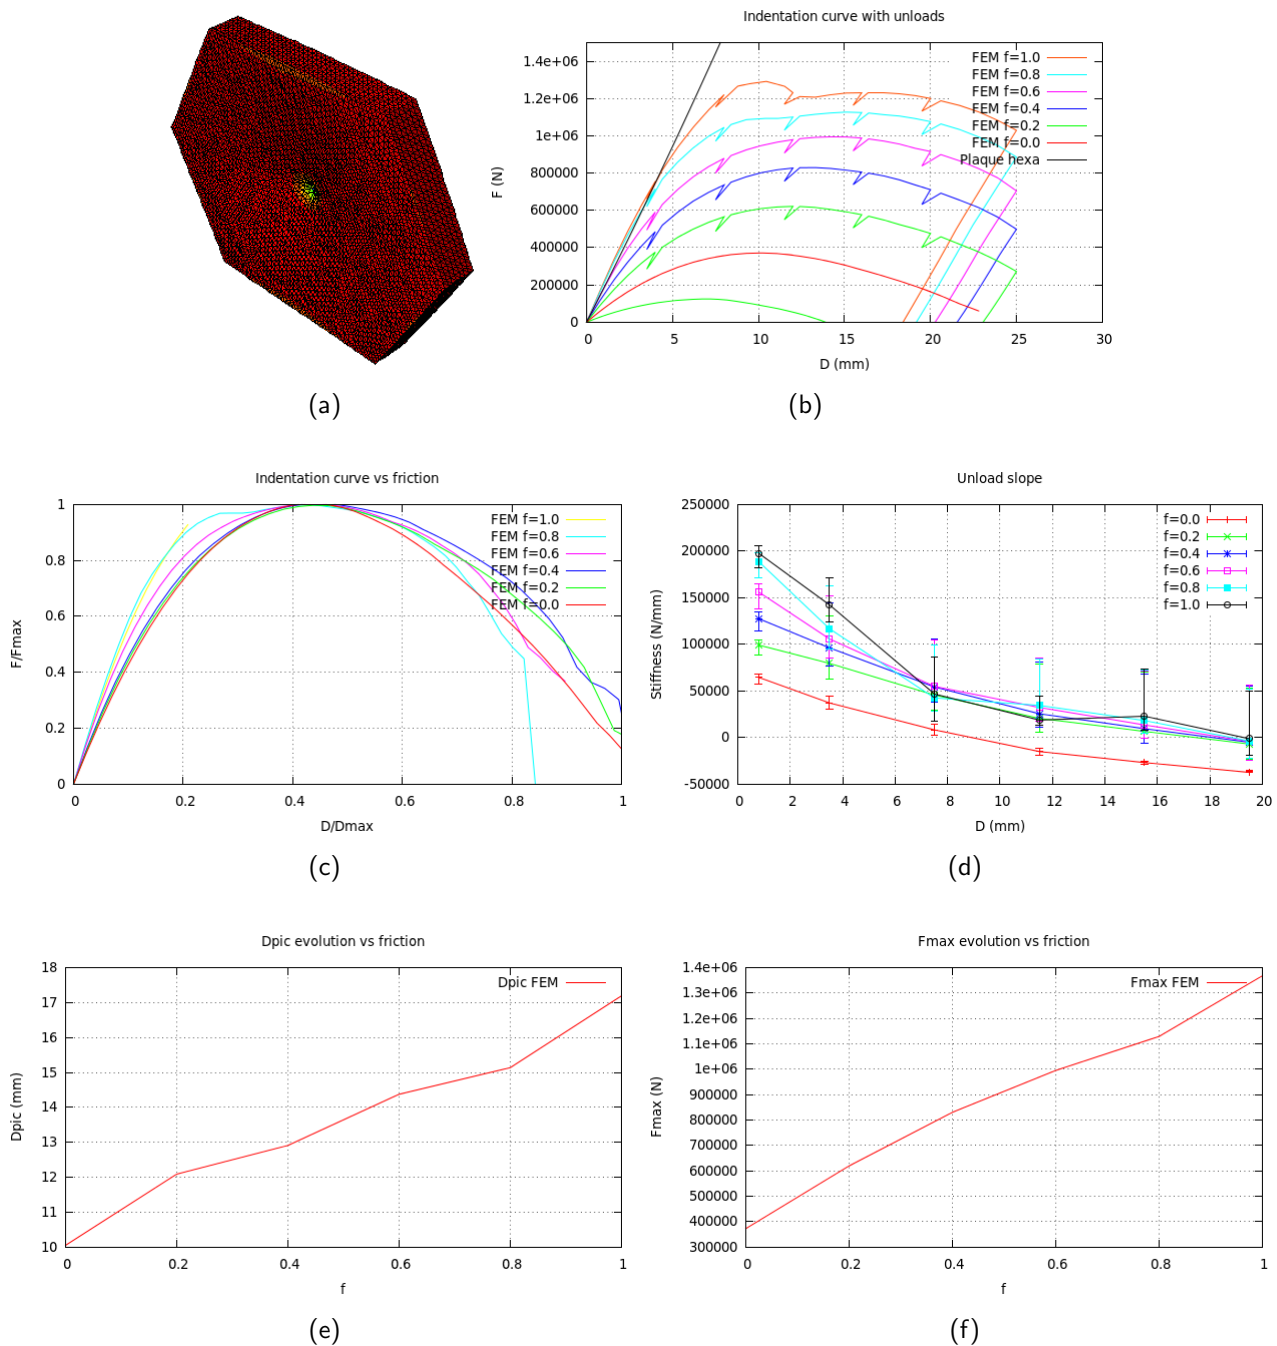 (a)
Indentation curve with unloads
F (N)
1.4e+06
1.2e+06
1e+06
800000
600000
400000
200000
0
0 5 10 15 20 25 30
D (mm)
FEM f=1.0
FEM f=0.8
FEM f=0.6
FEM f=0.4
FEM f=0.2
FEM f=0.0
Plaque hexa
(b)
Indentation curve vs friction
F/Fmax
1
0.8
0.6
0.4
0.2
0
0 0.2 0.4 0.6 0.8 1
D/Dmax
FEM f=1.0
FEM f=0.8
FEM f=0.6
FEM f=0.4
FEM f=0.2
FEM f=0.0
(c)
Unload slope
Stiffness (N/mm)
250000
200000
150000
100000
50000
0
-50000
0 2 4 6 8 10 12 14 16 18 20
D (mm)
f=0.0
f=0.2
f=0.4
f=0.6
f=0.8
f=1.0
(d)
Dpic evolution vs friction
Dpic (mm)
18
17
16
15
14
13
12
11
10
0 0.2 0.4 0.6 0.8 1
f
Dpic FEM
(e)
Fmax evolution vs friction
Fmax (N)
1.4e+06
1.3e+06
1.2e+06
1.1e+06
1e+06
900000
800000
700000
600000
500000
400000
300000
0 0.2 0.4 0.6 0.8 1
f
Fmax FEM
(f)